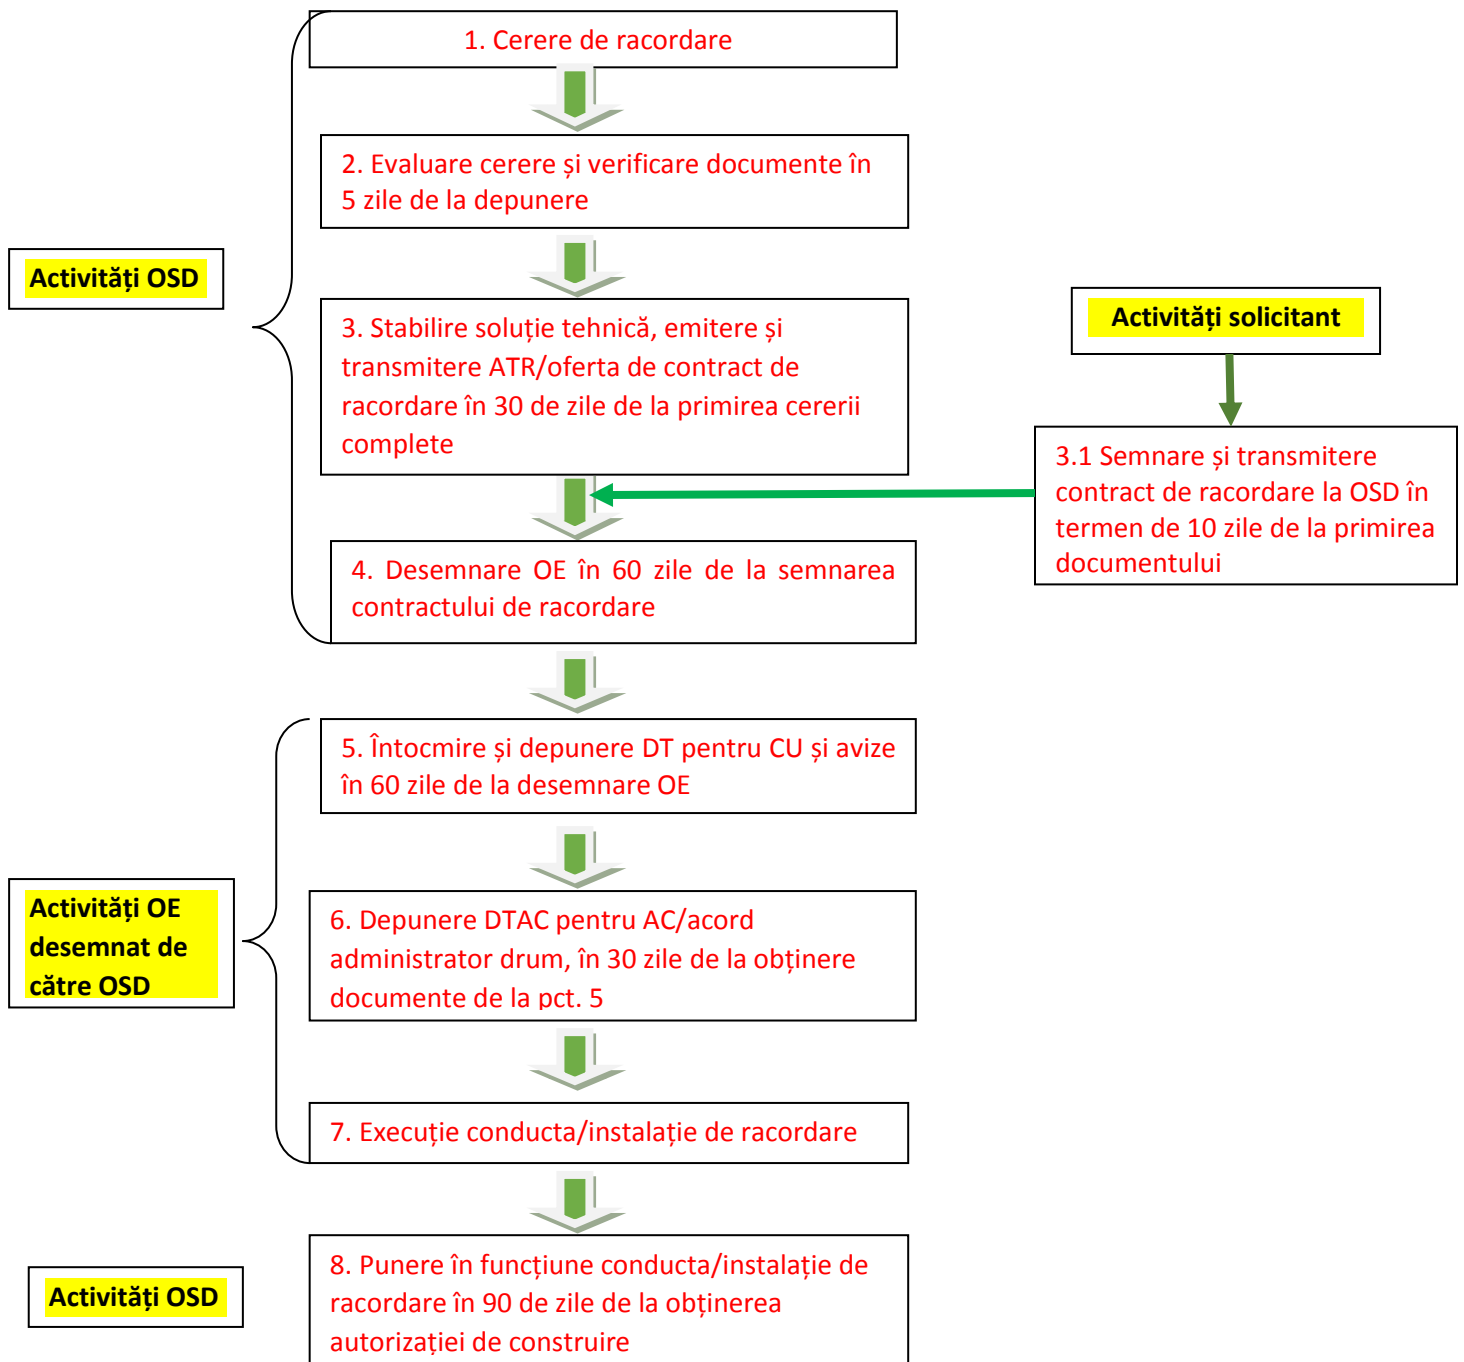 1. Cerere de racordare
2. Evaluare cerere și verificare documente în
5 zile de la depunere
Activități OSD
3. Stabilire soluție tehnică, emitere și
transmitere ATR/oferta de contract de
racordare în 30 de zile de la primirea cererii
complete
Activități solicitant
3.1 Semnare și transmitere
contract de racordare la OSD în
termen de 10 zile de la primirea
documentului
4. Desemnare OE în 60 zile de la semnarea
contractului de racordare
5. Întocmire și depunere DT pentru CU și avize
în 60 zile de la desemnare OE
Activități OE
desemnat de
către OSD
6. Depunere DTAC pentru AC/acord
administrator drum, în 30 zile de la obținere
documente de la pct. 5
7. Execuție conducta/instalație de racordare
Activități OSD
8. Punere în funcțiune conducta/instalație de
racordare în 90 de zile de la obținerea
autorizației de construire